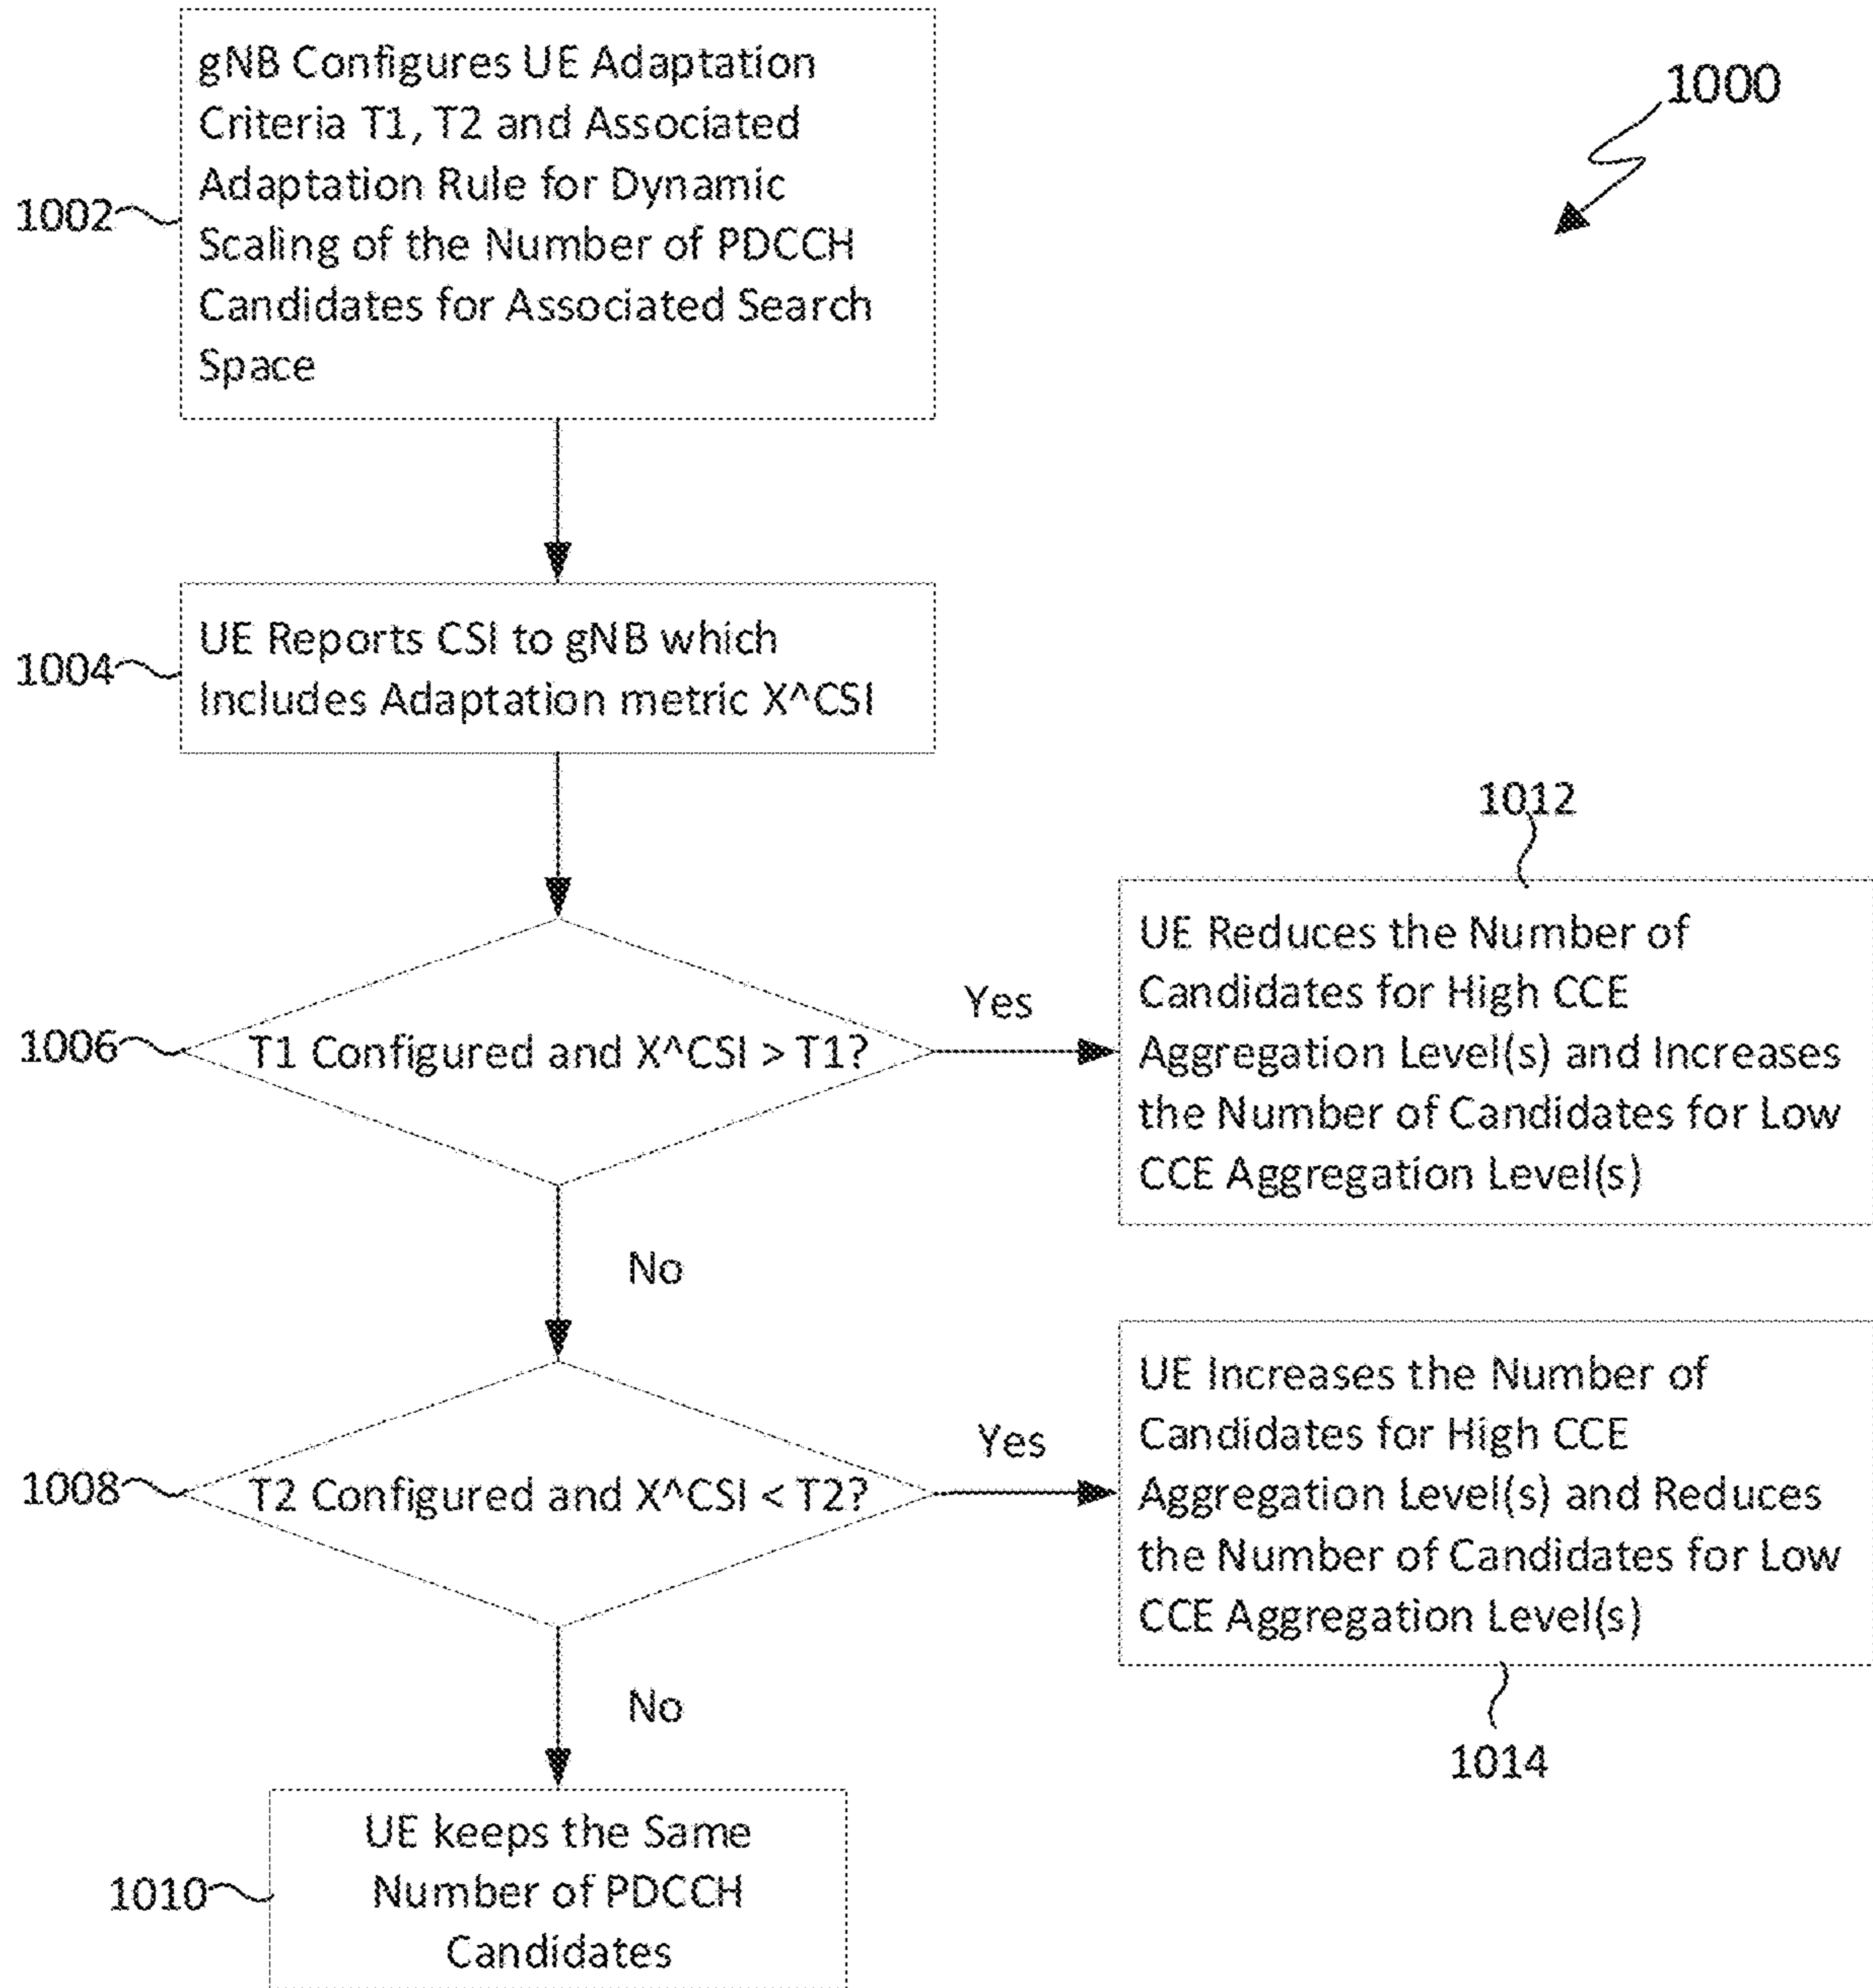 gNB Configures UE Adaptation
Criteria T1, T2 and Associated
Adaptation Rule for Dynamic
Scaling of the Number of PDCCH
Candidates for Associated Search
Space
1000
1002
UE Reports CSI to gNB which
Includes Adaptation metric X^CSI
1004
T1 Configured and X^CSI > T1?
1006
Yes
1012
UE Reduces the Number of
Candidates for High CCE
Aggregation Level(s) and Increases
the Number of Candidates for Low
CCE Aggregation Level(s)
No
T2 Configured and X^CSI < T2?
1008
Yes
UE Increases the Number of
Candidates for High CCE
Aggregation Level(s) and Reduces
the Number of Candidates for Low
CCE Aggregation Level(s)
1014
No
UE keeps the Same
Number of PDCCH
Candidates
1010